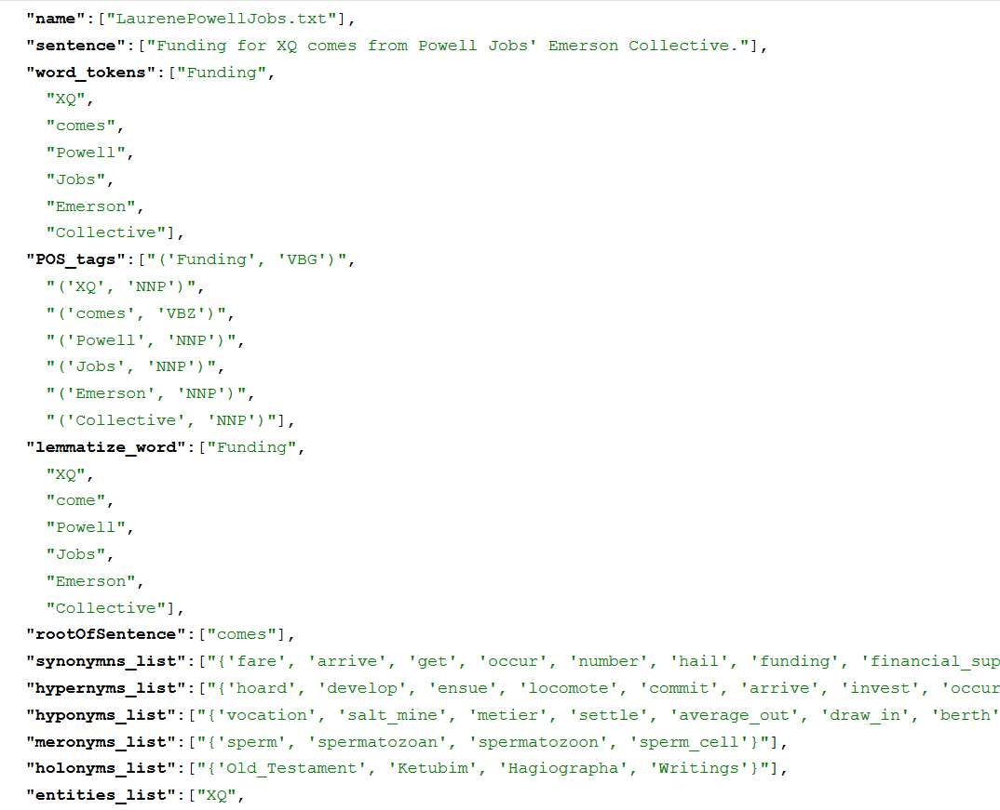 "name":["LaurenePowellJobs.txt"],
"sentence":["Funding for XQ comes from Powell Jobs' Emerson Collective."],
"word_tokens":["Funding",
"XQ",
"comes",
"Powell",
"Jobs",
"Emerson",
"Collective"],
"POS_tags":["('Funding', 'VBG')",
"('XQ', 'NNP')",
"('comes', 'VBZ')",
"('Powell', 'NNP')",
"('Jobs', 'NNP')",
"('Emerson', 'NNP')",
"('Collective', 'NNP')"],
"lemmatize_word":["Funding",
"XQ",
"come",
"Powell",
"Jobs",
"Emerson",
"Collective"],
"rootOfSentence":["comes"],
"synonymns_list":["{'fare', 'arrive', 'get', 'occur', 'number', 'hail', 'funding', 'financial_sup
"hypernyms_list":["{'hoard', 'develop', 'ensue', 'locomote', 'commit', 'arrive', 'invest', 'occur
"hyponyms_list":["{'vocation', 'salt_mine', 'metier', 'settle', 'average_out', 'draw_in', 'berth'
"meronyms_list":["{'sperm', 'spermatozoan', 'spermatozoon', 'sperm_cell'}"],
"holonyms_list":["{'Old_Testament', 'Ketubim', 'Hagiographa', 'Writings'}"],
"entities_list":["XQ",